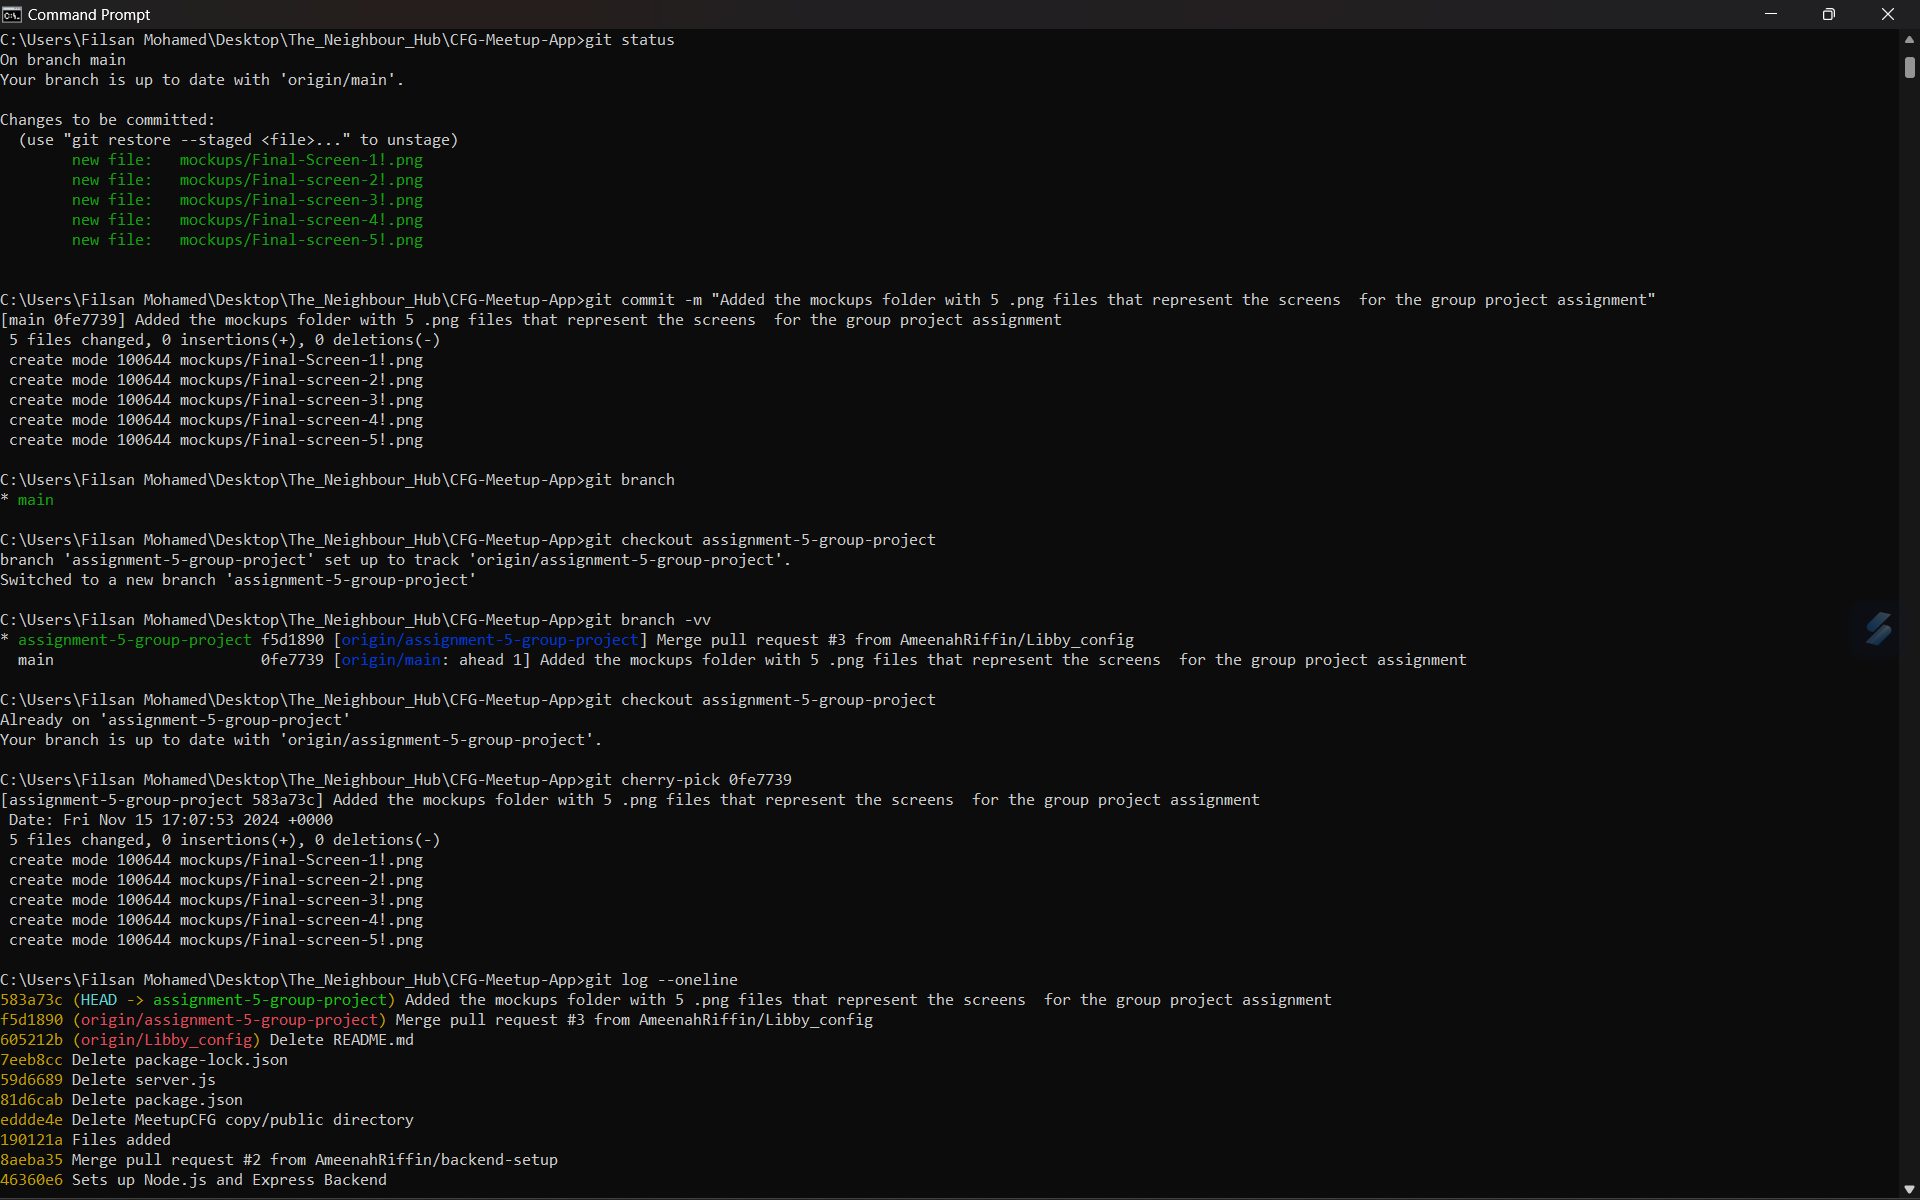 Command Prompt
C:\Users\Filsan Mohamed\Desktop\The_Neighbour_Hub\CFG-Meetup-App>git status
On branch main
Your branch is up to date with 'origin/main'.
Changes to be committed:
  (use "git restore --staged <file>..." to unstage)
        new file:   mockups/Final-Screen-1!.png
        new file:   mockups/Final-screen-2!.png
        new file:   mockups/Final-screen-3!.png
        new file:   mockups/Final-screen-4!.png
        new file:   mockups/Final-screen-5!.png
C:\Users\Filsan Mohamed\Desktop\The_Neighbour_Hub\CFG-Meetup-App>git commit -m "Added the mockups folder with 5 .png files that represent the screens  for the group project assignment"
[main 0fe7739] Added the mockups folder with 5 .png files that represent the screens  for the group project assignment
 5 files changed, 0 insertions(+), 0 deletions(-)
 create mode 100644 mockups/Final-Screen-1!.png
 create mode 100644 mockups/Final-screen-2!.png
 create mode 100644 mockups/Final-screen-3!.png
 create mode 100644 mockups/Final-screen-4!.png
 create mode 100644 mockups/Final-screen-5!.png
C:\Users\Filsan Mohamed\Desktop\The_Neighbour_Hub\CFG-Meetup-App>git branch
* main
C:\Users\Filsan Mohamed\Desktop\The_Neighbour_Hub\CFG-Meetup-App>git checkout assignment-5-group-project
branch 'assignment-5-group-project' set up to track 'origin/assignment-5-group-project'.
Switched to a new branch 'assignment-5-group-project'
C:\Users\Filsan Mohamed\Desktop\The_Neighbour_Hub\CFG-Meetup-App>git branch -vv
* assignment-5-group-project f5d1890 [origin/assignment-5-group-project] Merge pull request #3 from AmeenahRiffin/Libby_config
  main                       0fe7739 [origin/main: ahead 1] Added the mockups folder with 5 .png files that represent the screens  for the group project assignment
C:\Users\Filsan Mohamed\Desktop\The_Neighbour_Hub\CFG-Meetup-App>git checkout assignment-5-group-project
Already on 'assignment-5-group-project'
Your branch is up to date with 'origin/assignment-5-group-project'.
C:\Users\Filsan Mohamed\Desktop\The_Neighbour_Hub\CFG-Meetup-App>git cherry-pick 0fe7739
[assignment-5-group-project 583a73c] Added the mockups folder with 5 .png files that represent the screens  for the group project assignment
 Date: Fri Nov 15 17:07:53 2024 +0000
 5 files changed, 0 insertions(+), 0 deletions(-)
 create mode 100644 mockups/Final-Screen-1!.png
 create mode 100644 mockups/Final-screen-2!.png
 create mode 100644 mockups/Final-screen-3!.png
 create mode 100644 mockups/Final-screen-4!.png
 create mode 100644 mockups/Final-screen-5!.png
C:\Users\Filsan Mohamed\Desktop\The_Neighbour_Hub\CFG-Meetup-App>git log --oneline
583a73c (HEAD -> assignment-5-group-project) Added the mockups folder with 5 .png files that represent the screens  for the group project assignment
f5d1890 (origin/assignment-5-group-project) Merge pull request #3 from AmeenahRiffin/Libby_config
605212b (origin/Libby_config) Delete README.md
7eeb8cc Delete package-lock.json
59d6689 Delete server.js
81d6cab Delete package.json
eddde4e Delete MeetupCFG copy/public directory
190121a Files added
8aeba35 Merge pull request #2 from AmeenahRiffin/backend-setup
46360e6 Sets up Node.js and Express Backend